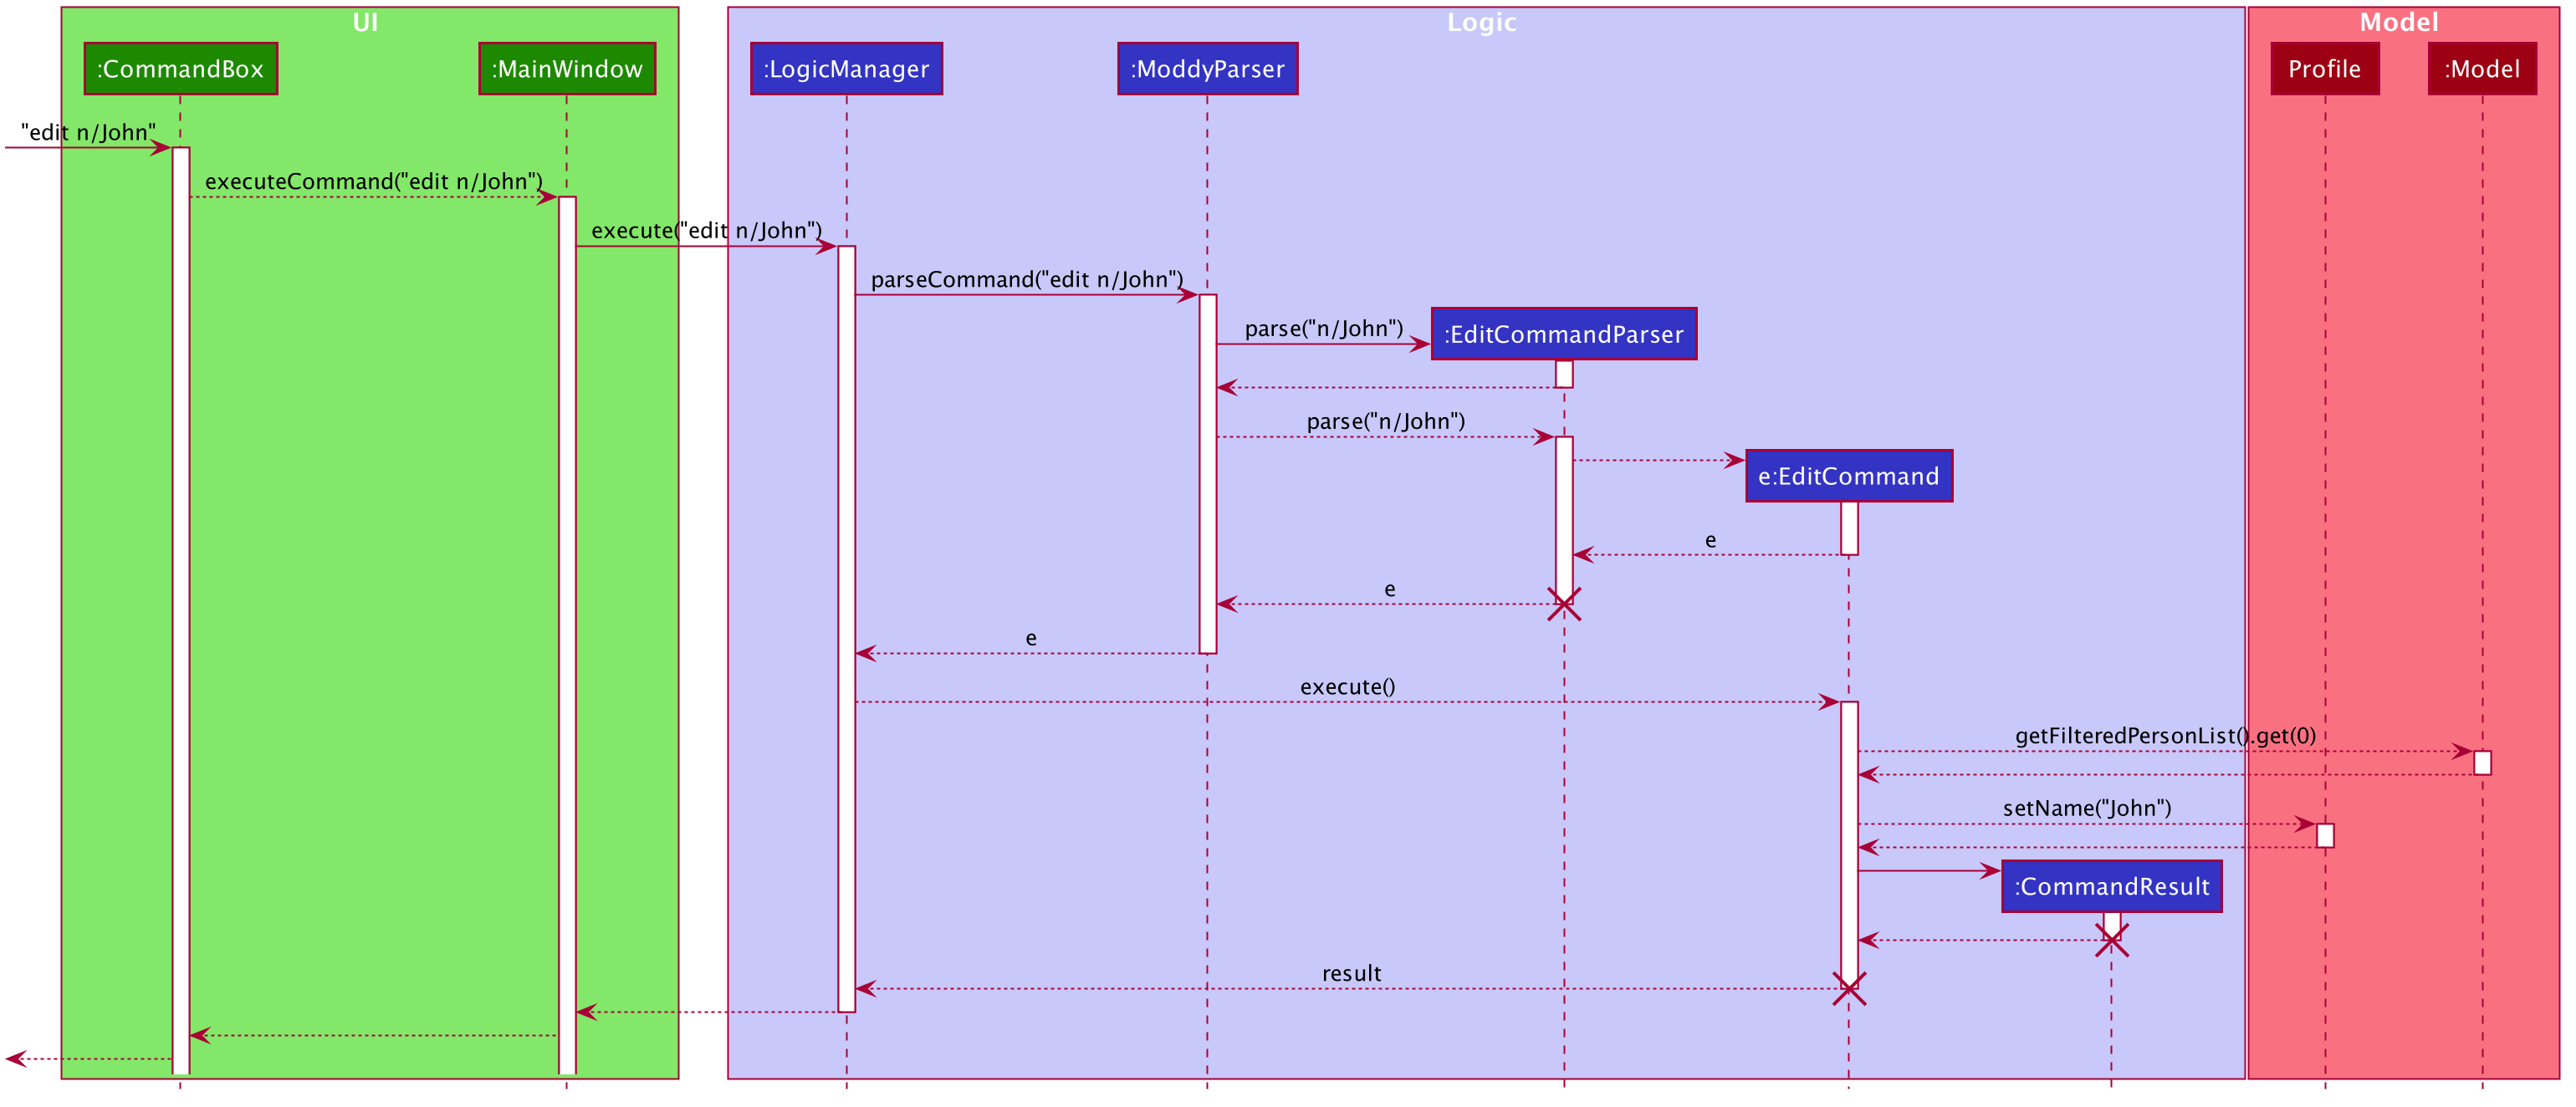 UI
Logic
Model
:CommandBox
:MainWindow
:LogicManager
:ModdyParser
Profile
:Model
"edit n/John"
executeCommand("edit n/John")
execute("edit n/John")
parseCommand("edit n/John")
parse("n/John")
:EditCommandParser
parse("n/John")
e:EditCommand
e
e
e
execute()
getFilteredPersonList().get(0)
setName("John")
:CommandResult
result